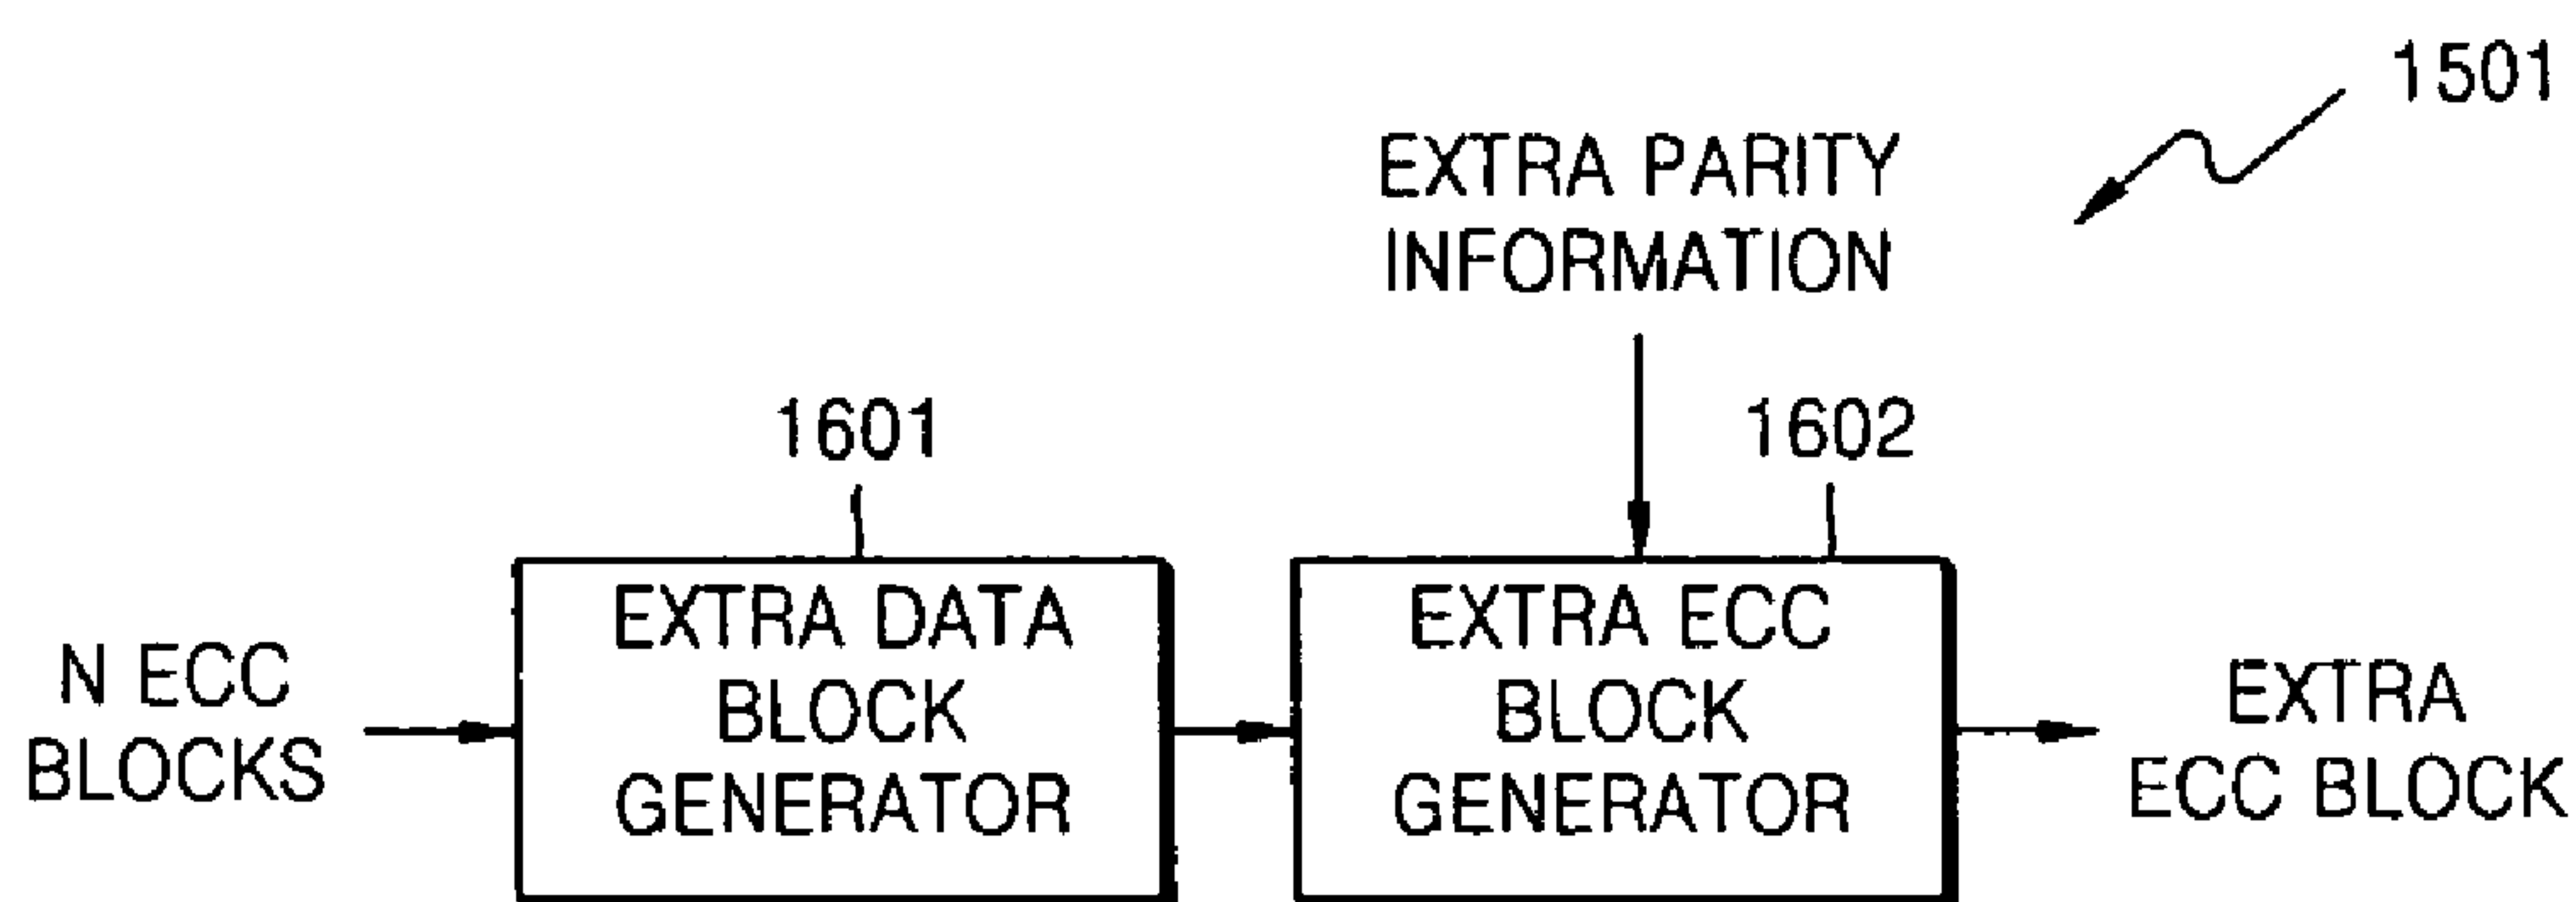 1501
EXTRA PARITY
INFORMATION
1601
1602
N ECC
BLOCKS
EXTRA DATA
BLOCK
GENERATOR
EXTRA ECC
BLOCK
GENERATOR
EXTRA
ECC BLOCK